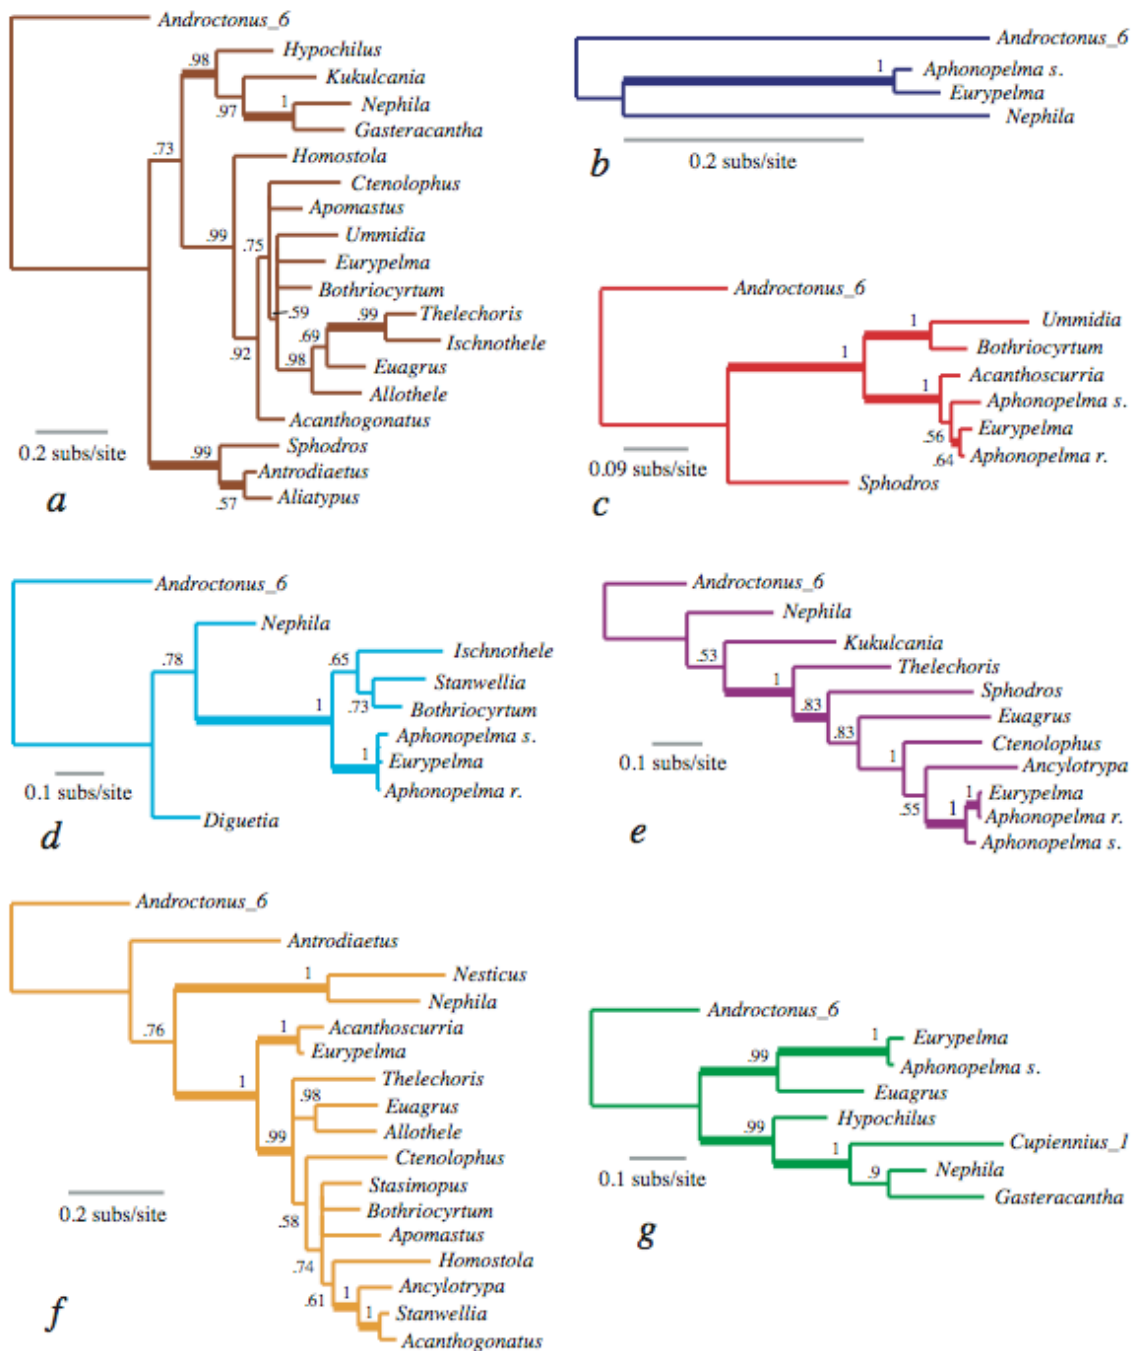 Androctonus_6
.98
Hypochilus
Kukulcania
.97
1
Nephila
Gasteracantha
.73
Homostola
.99
Ctenolophus
.75
Apomastus
Ummidia
Eurypelma
Bothriocyrtum
.59
.99
Thelechoris
.69
Ischnothele
.92
.98
Euagrus
Allothele
Acanthogonatus
0.2 subs/site
.99
Sphodros
Antrodiaetus
.57
Aliatypus
a
Androctonus_6
1
Aphonopelma s.
Eurypelma
Nephila
0.2 subs/site
b
Androctonus_6
1
Ummidia
Bothriocyrtum
1
1
Acanthoscurria
Aphonopelma s.
.56
Eurypelma
.64
Aphonopelma r.
0.09 subs/site
Sphodros
c
Androctonus_6
Nephila
.78
.65
Ischnothele
Stanwellia
.73
Bothriocyrtum
1
Aphonopelma s.
1
Eurypelma
Aphonopelma r.
0.1 subs/site
Diguetia
d
Androctonus_6
Nephila
.53
Kukulcania
1
Thelechoris
.83
Sphodros
.83
Euagrus
1
Ctenolophus
Ancylotrypa
.55
1
1
Eurypelma
Aphonopelma r.
Aphonopelma s.
0.1 subs/site
e
Androctonus_6
Antrodiaetus
.76
1
Nesticus
Nephila
1
Acanthoscurria
Eurypelma
1
Thelechoris
.98
Euagrus
.99
Allothele
Ctenolophus
.58
Stasimopus
Bothriocyrtum
Apomastus
.74
Homostola
.61
1
Ancylotrypa
1
Stanwellia
Acanthogonatus
0.2 subs/site
f
Androctonus_6
.99
1
Eurypelma
Aphonopelma s.
Euagrus
.99
Hypochilus
1
Cupiennius_1
.9
Nephila
Gasteracantha
0.1 subs/site
g